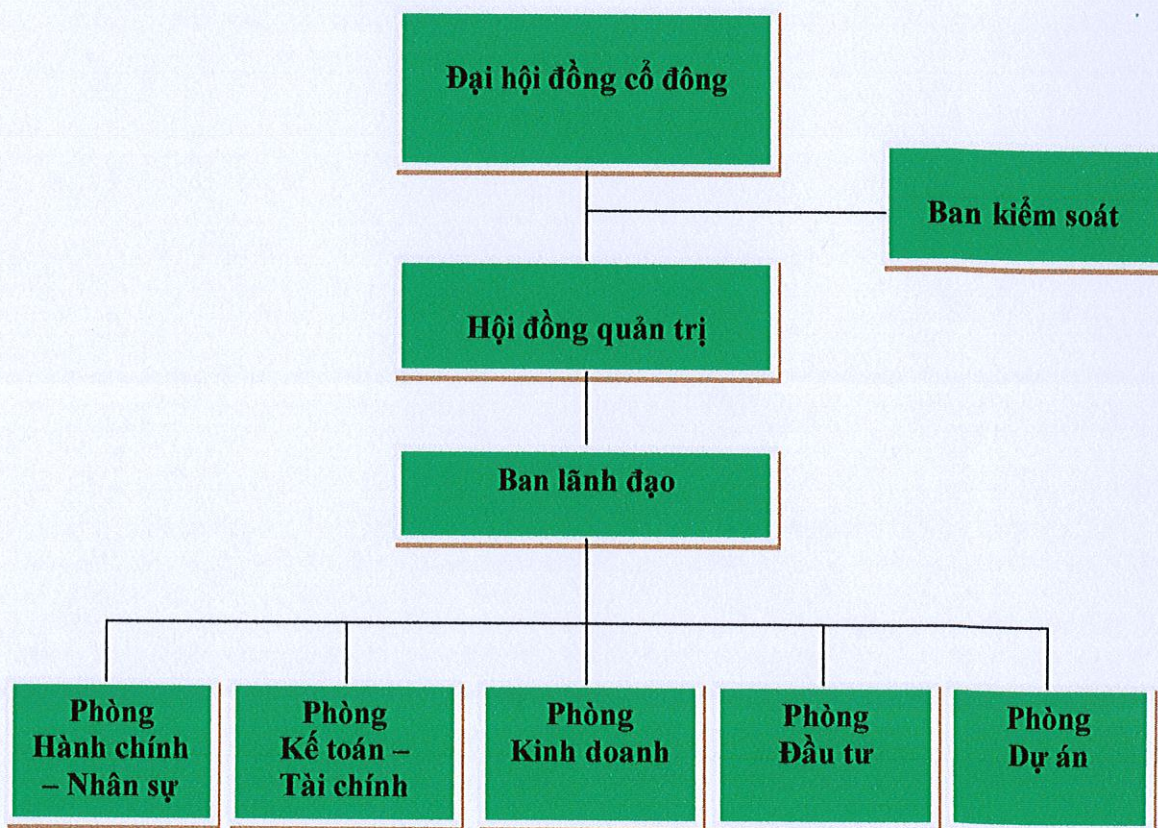 Đại hội đồng cổ đông
Ban kiểm soát
Hội đồng quản trị
Ban lãnh đạo
Phòng
Hành chính
– Nhân sự
Phòng
Kế toán –
Tài chính
Phòng
Kinh doanh
Phòng
Đầu tư
Phòng
Dự án